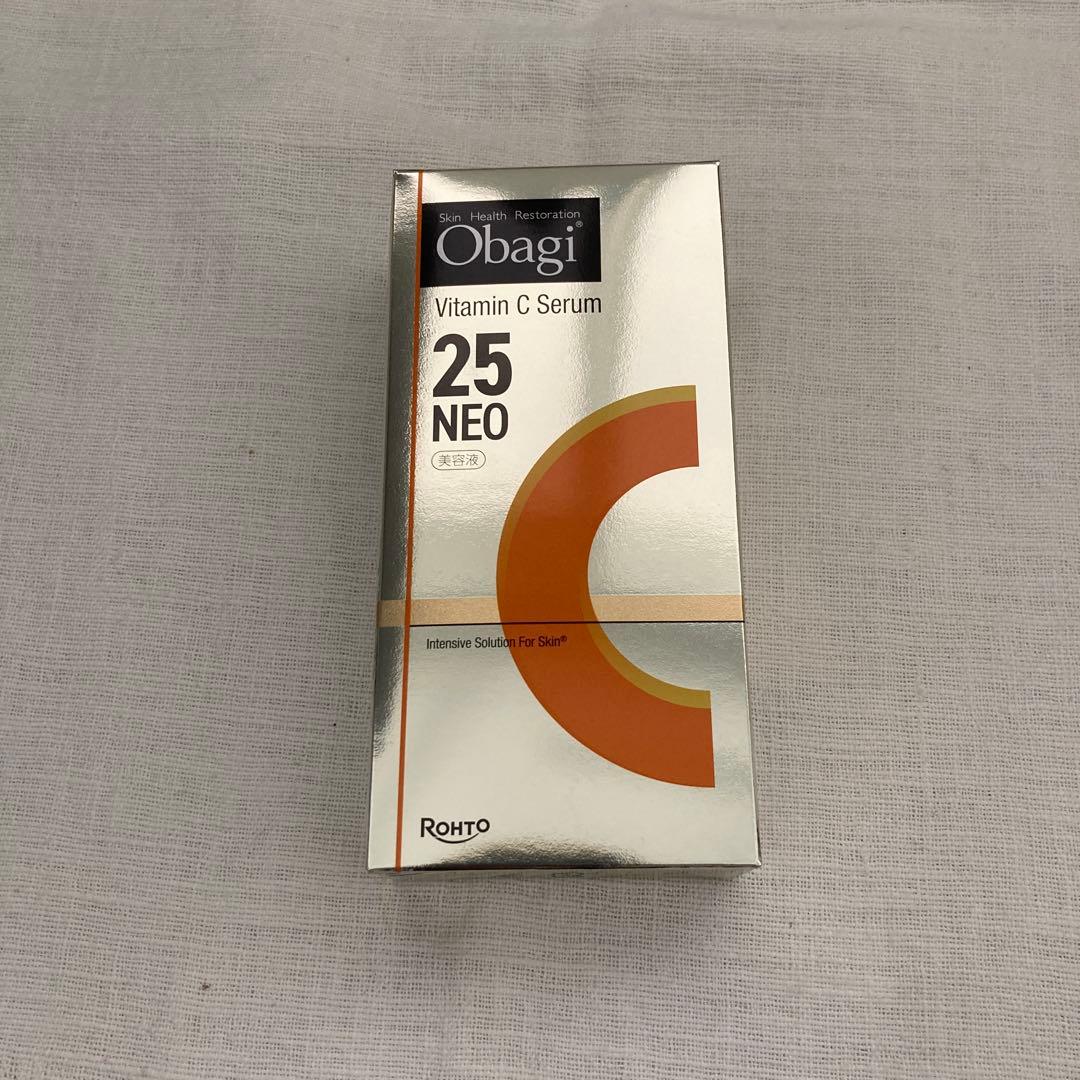 Skin Health Restoration
Obagi®
Vitamin C Serum
25
NEO
美容液
Intensive Solution For Skin®
ROHTO